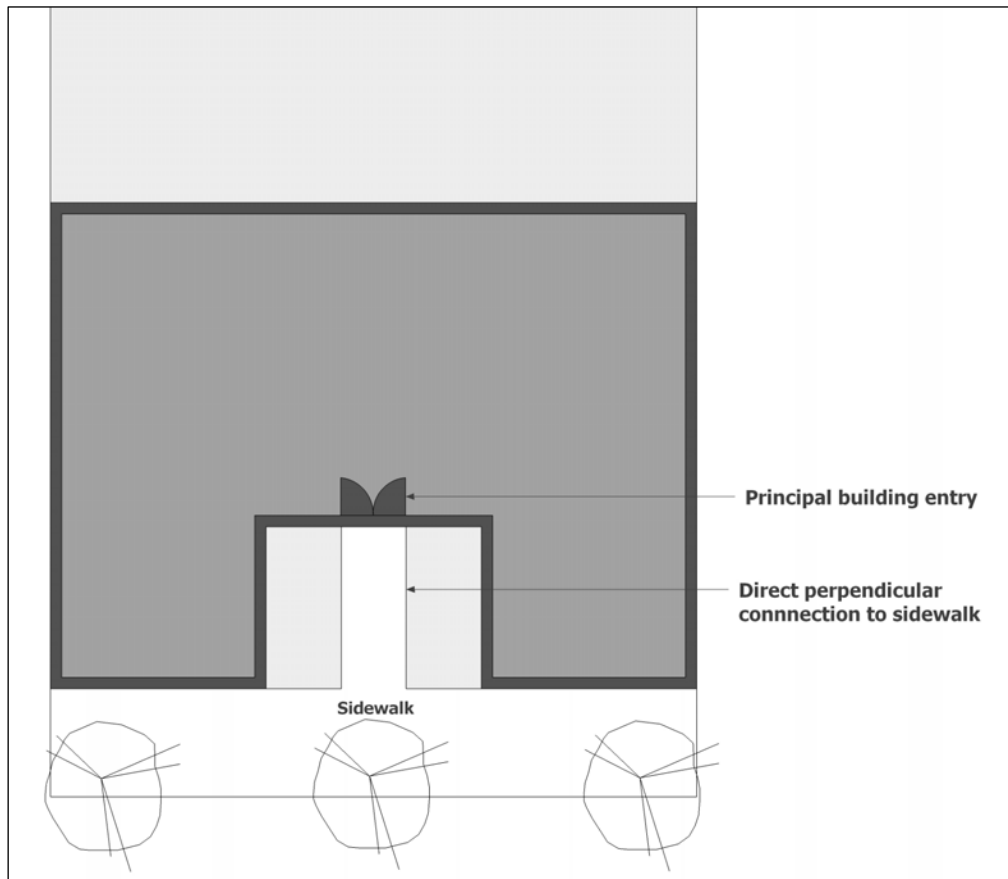 Principal building entry
Direct perpendicular
connnection to sidewalk
Sidewalk